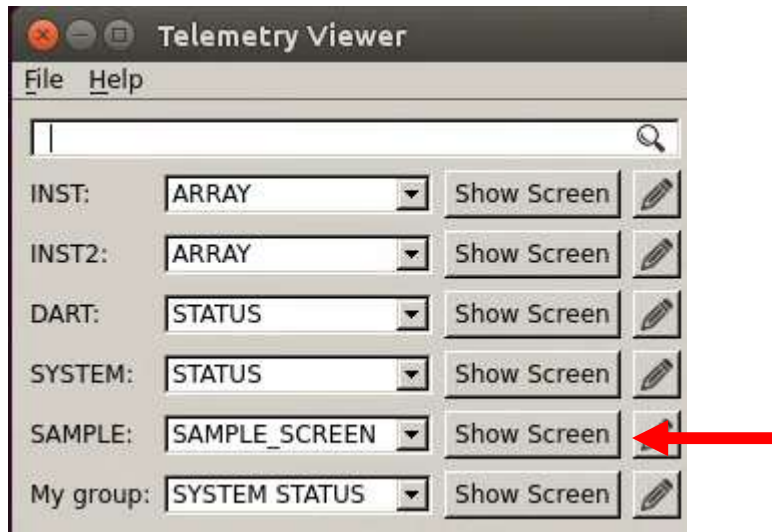 Telemetry Viewer
File Help
INST: ARRAY Show Screen
INST2: ARRAY Show Screen
DART: STATUS Show Screen
SYSTEM: STATUS Show Screen
SAMPLE: SAMPLE_SCREEN Show Screen
My group: SYSTEM STATUS Show Screen